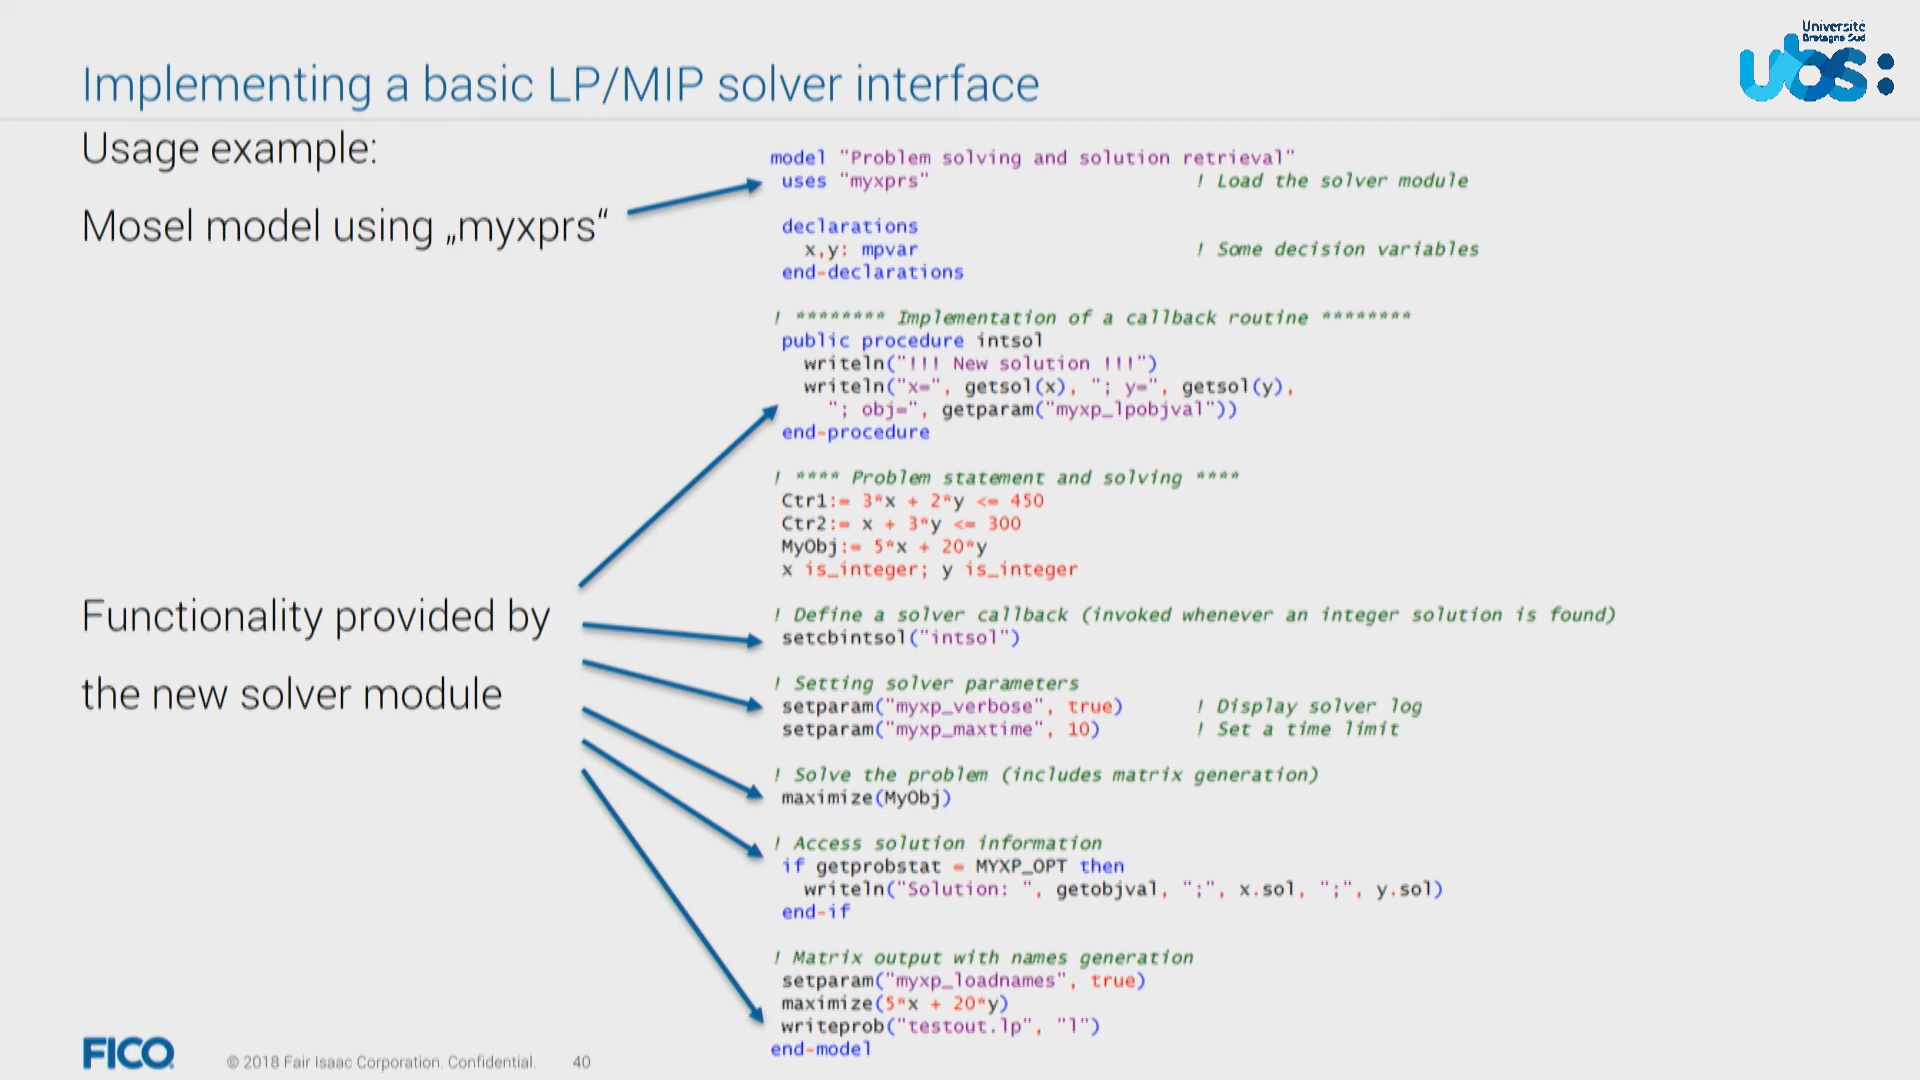 Université
Bretagne Sud
ubs:
Implementing a basic LP/MIP solver interface
Usage example:
Mosel model using „myxprs“
Functionality provided by
the new solver module
model "Problem solving and solution retrieval"
uses "myxprs" ! Load the solver module
declarations
x,y: mpvar ! Some decision variables
end-declarations
! ******** Implementation of a callback routine ********
public procedure intsol
writeln("!!! New solution !!!")
writeln("x=", getsol(x), "; y=", getsol(y),
"; obj=", getparam("myxp_lpobjval"))
end-procedure
! **** Problem statement and solving ****
Ctr1:= 3*x + 2*y <= 450
Ctr2:= x + 3*y <= 300
MyObj:= 5*x + 20*y
x is_integer; y is_integer
! Define a solver callback (invoked whenever an integer solution is found)
setcbintsol("intsol")
! Setting solver parameters
setparam("myxp_verbose", true) ! Display solver log
setparam("myxp_maxtime", 10) ! Set a time limit
! Solve the problem (includes matrix generation)
maximize(MyObj)
! Access solution information
if getprobstat = MYXP_OPT then
writeln("Solution: ", getobjval, ";", x.sol, ";", y.sol)
end-if
! Matrix output with names generation
setparam("myxp_loadnames", true)
maximize(5*x + 20*y)
writeprob("testout.lp", "l")
end-model
FICO
© 2018 Fair Isaac Corporation. Confidential. 40